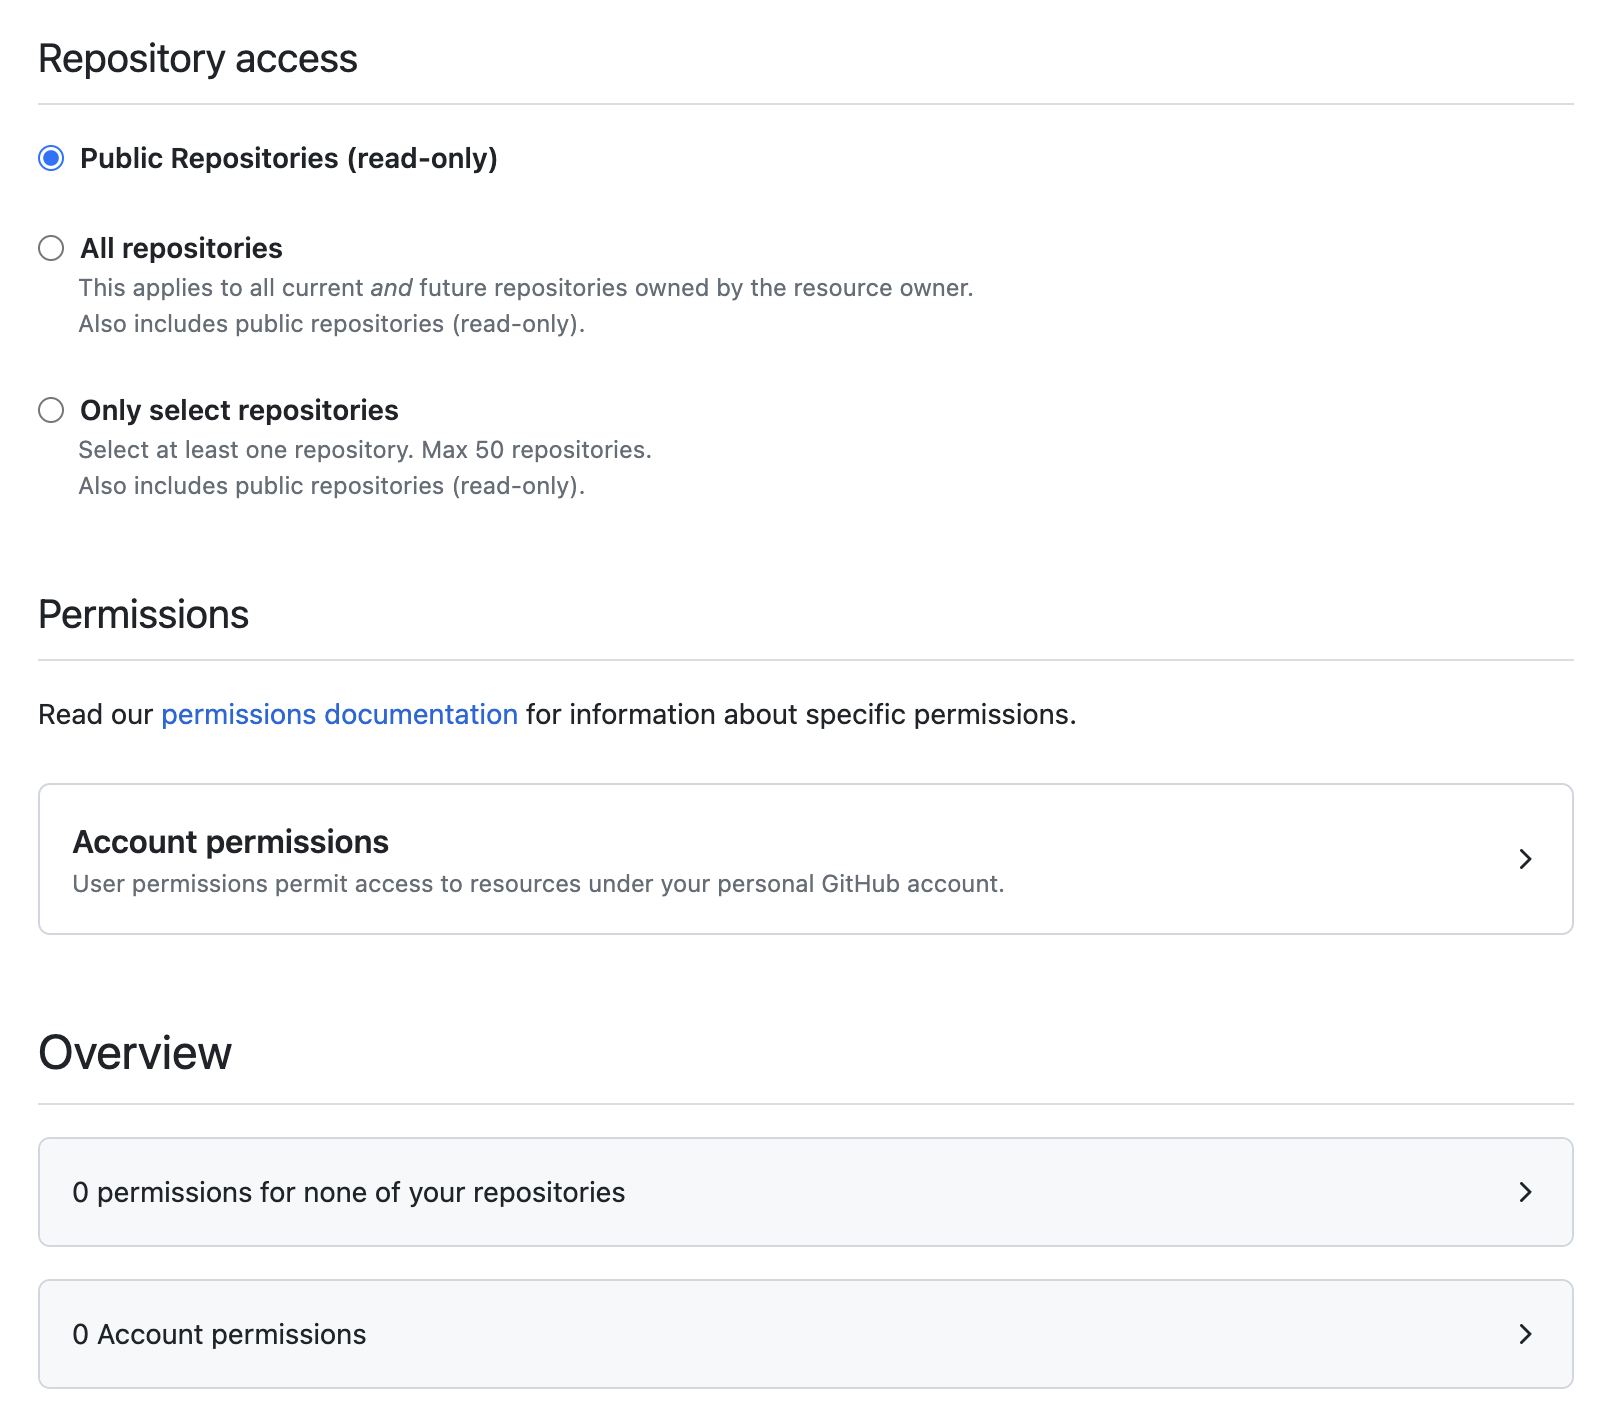 Repository access
Public Repositories (read-only)
All repositories
This applies to all current and future repositories owned by the resource owner.
Also includes public repositories (read-only).
Only select repositories
Select at least one repository. Max 50 repositories.
Also includes public repositories (read-only).
Permissions
Read our permissions documentation for information about specific permissions.
Account permissions
User permissions permit access to resources under your personal GitHub account.
Overview
0 permissions for none of your repositories
0 Account permissions